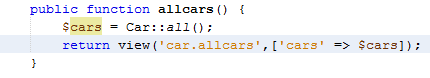 public function allcars() {
$cars = Car::all();
return view('car.allcars',['cars' => $cars]);
}